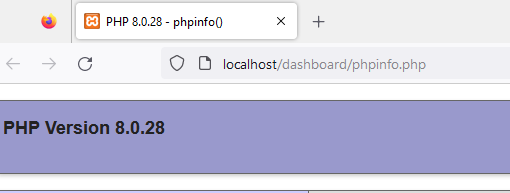 PHP 8.0.28 - phpinfo()
localhost/dashboard/phpinfo.php
PHP Version 8.0.28